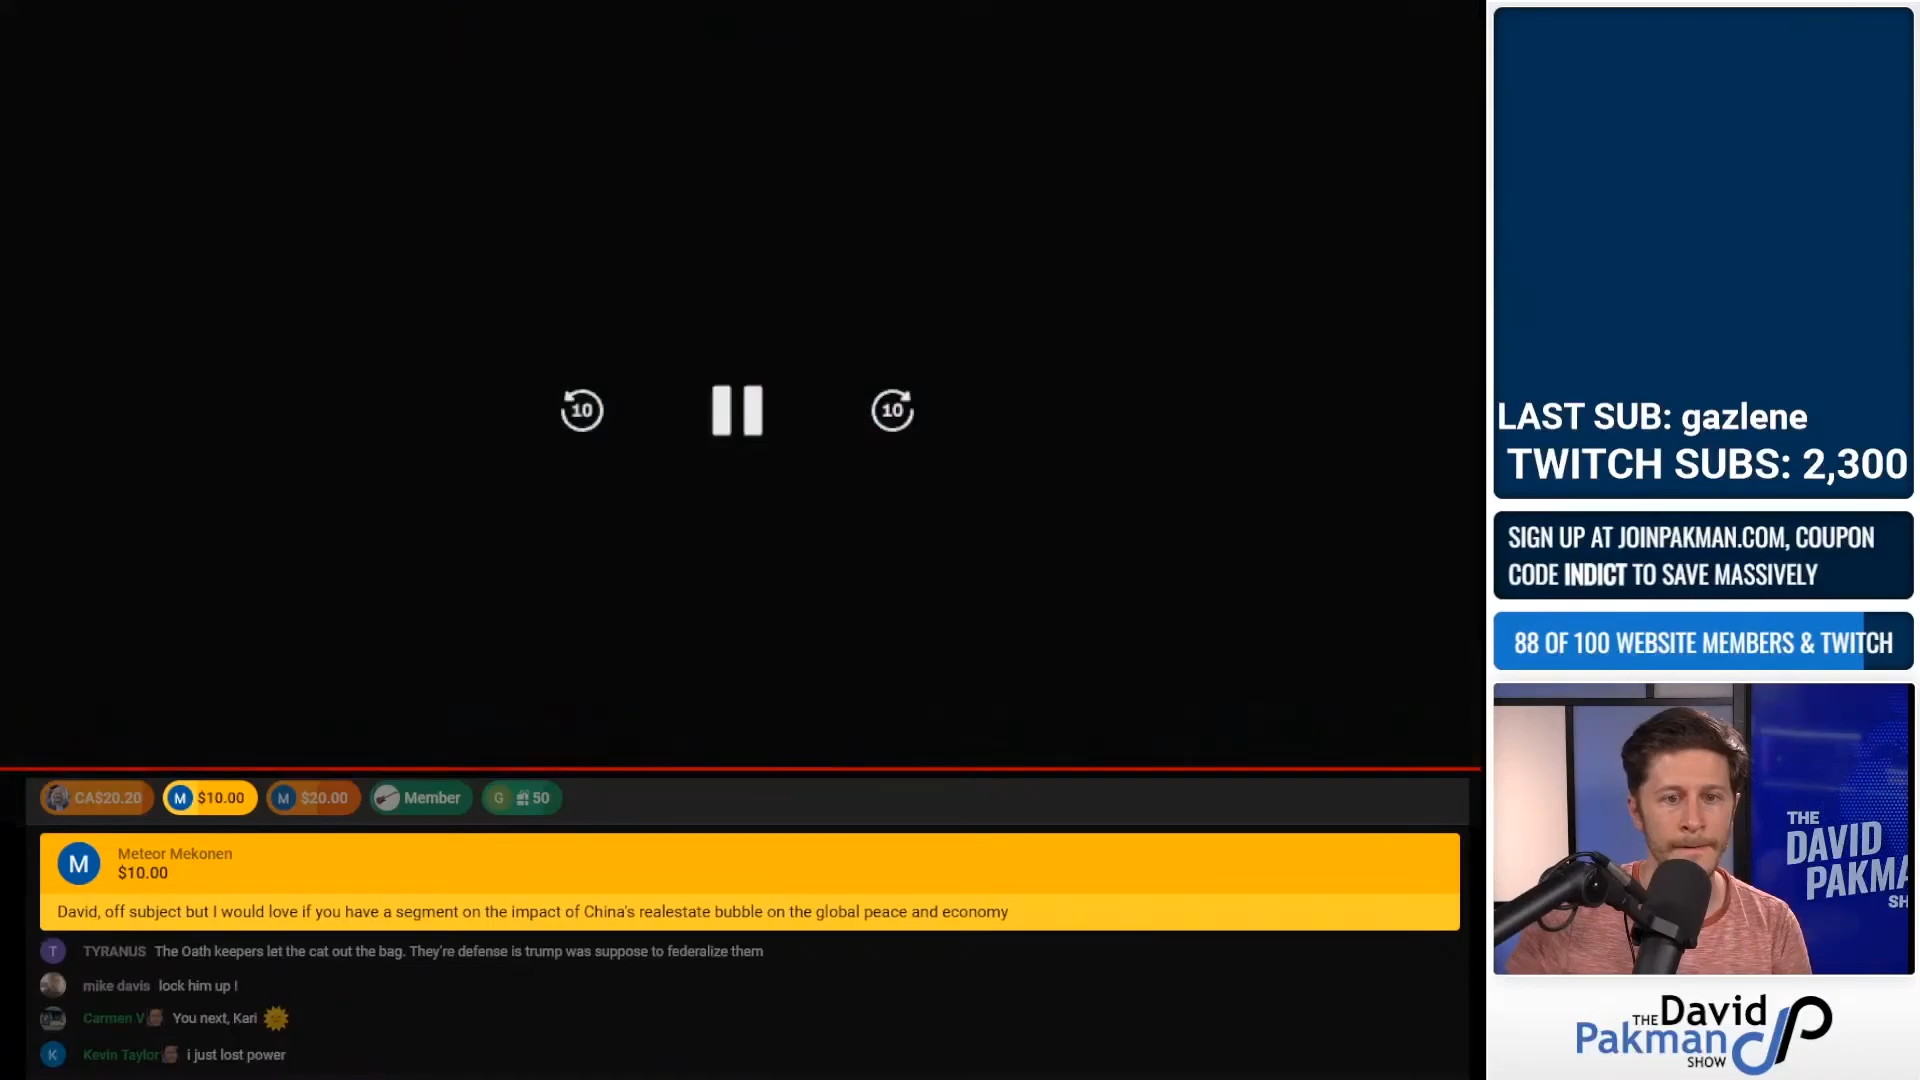 10
10
LAST SUB: gazlene
TWITCH SUBS: 2,300
SIGN UP AT JOINPAKMAN.COM, COUPON
CODE INDICT TO SAVE MASSIVELY
88 OF 100 WEBSITE MEMBERS & TWITCH
CA$20.20
M $10.00
M $20.00
Member
G 50
M
Meteor Mekonen
$10.00
David, off subject but I would love if you have a segment on the impact of China's realestate bubble on the global peace and economy
T TYRANUS The Oath keepers let the cat out the bag. They're defense is trump was suppose to federalize them
mike davis lock him up !
Carmen V You next, Kari
K Kevin Taylor i just lost power
THE
DAVID
PAKMA
SH
THE David
Pakman
SHOW